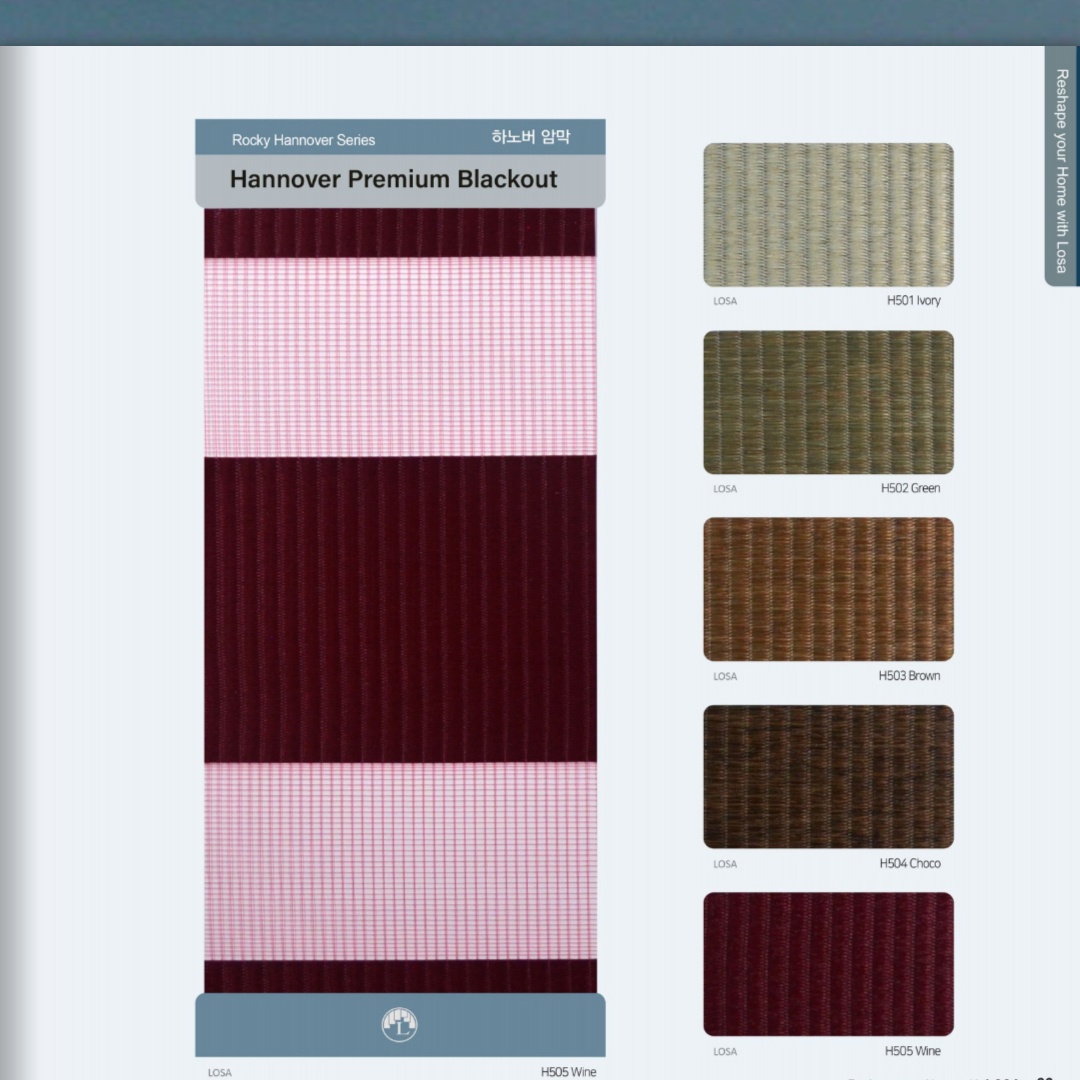 Rocky Hannover Series
하노버 암막
Hannover Premium Blackout
L
LOSA
H505 Wine
LOSA
H501 Ivory
LOSA
H502 Green
LOSA
H503 Brown
LOSA
H504 Choco
LOSA
H505 Wine
Reshape your Home with Losa